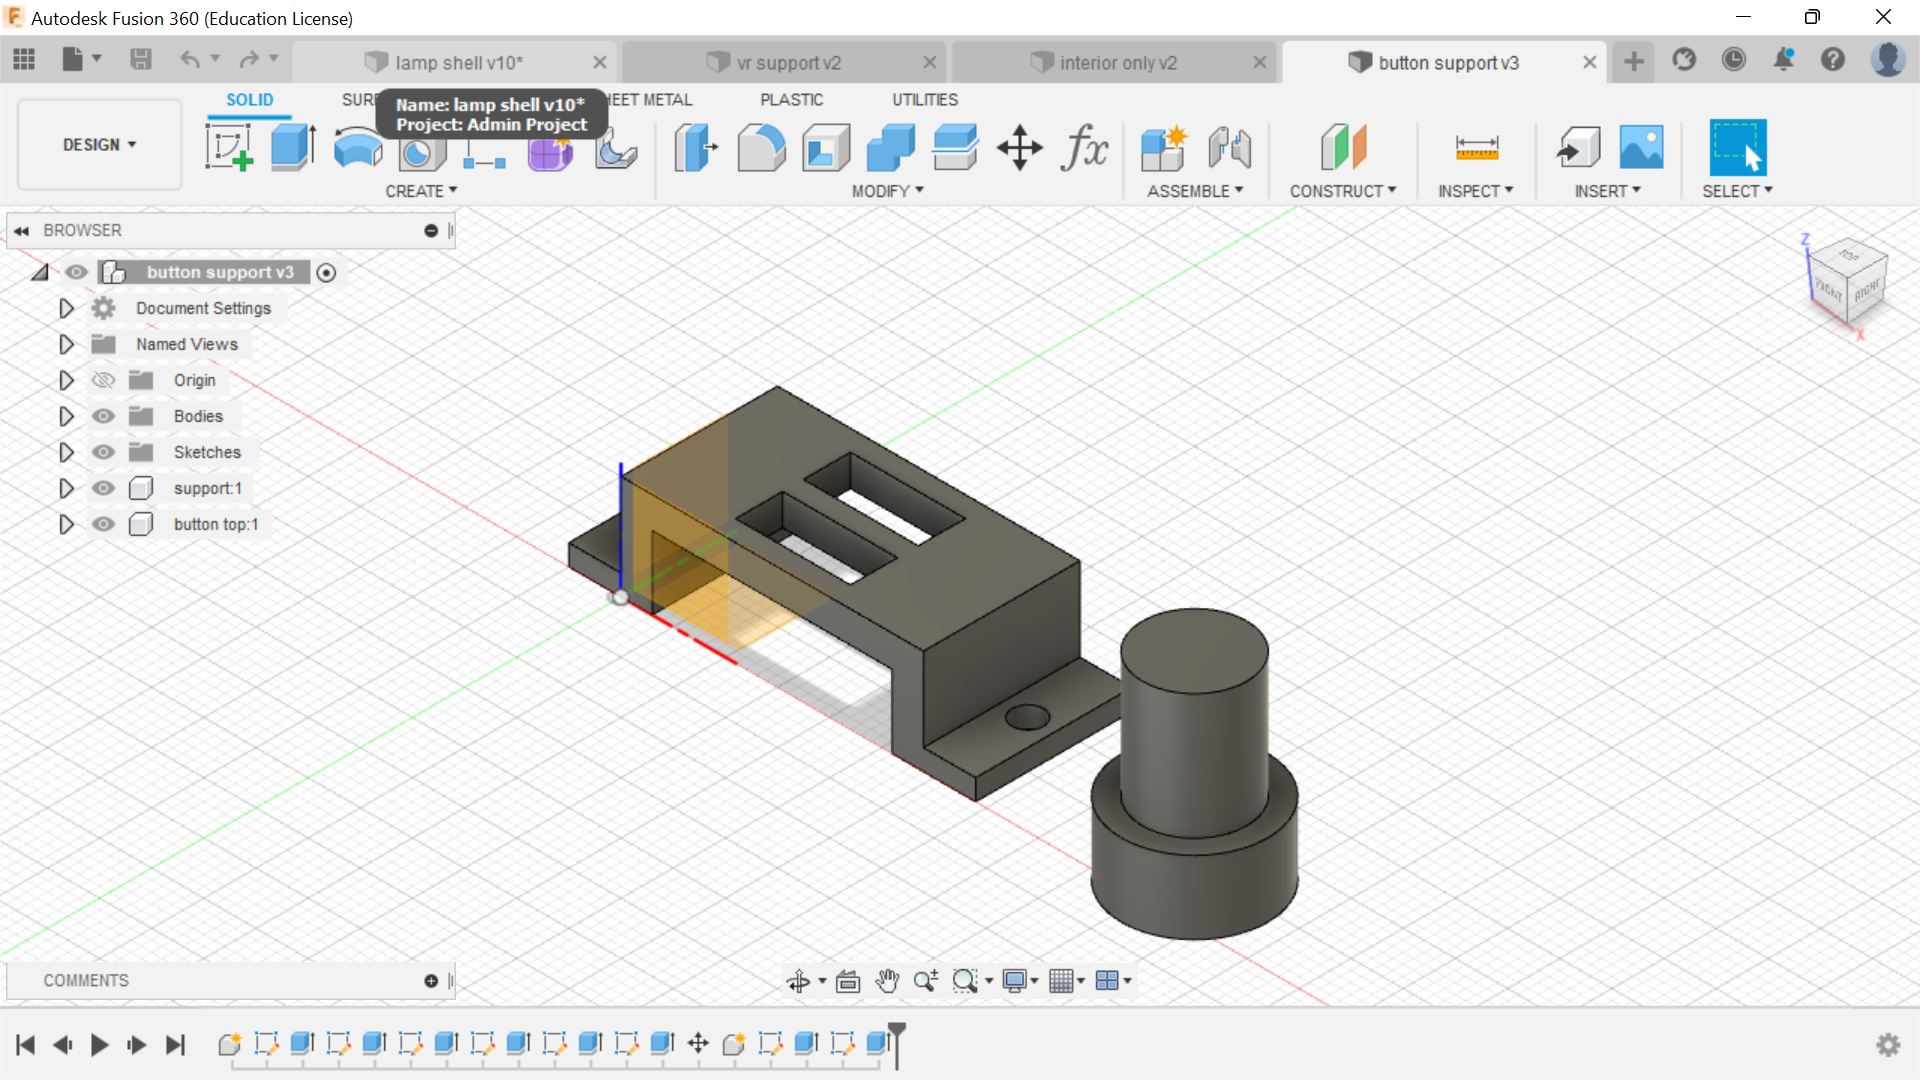 Autodesk Fusion 360 (Education License)
lamp shell v10*
vr support v2
interior only v2
button support v3
SOLID
SURF
HEET METAL
PLASTIC
UTILITIES
Name: lamp shell v10*
Project: Admin Project
DESIGN
fx
CREATE
MODIFY
ASSEMBLE
CONSTRUCT
INSPECT
INSERT
SELECT
BROWSER
button support v3
Document Settings
Named Views
Origin
Bodies
Sketches
support:1
button top:1
Z
TOP
FRONT
RIGHT
X
COMMENTS